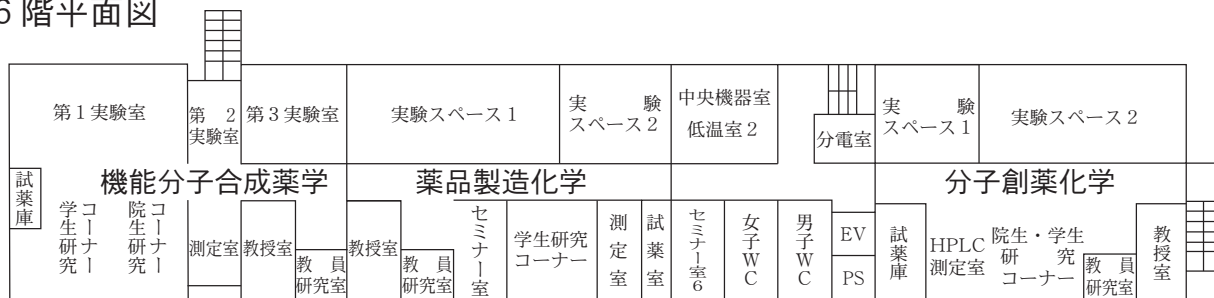 6階平面図
第1実験室
第2
実験室
第3実験室
実験スペース1
実験
スペース2
中央機器室
低温室2
分電室
実験
スペース1
実験スペース2
機能分子合成薬学
薬品製造化学
分子創薬化学
試薬庫
学生研究
コーナー
院生研究
コーナー
測定室
教授室
教員
研究室
教授室
教員
研究室
セミナー室
学生研究
コーナー
測定室
試薬室
セミナー室6
女子WC
男子WC
EV
PS
試薬庫
HPLC
測定室
院生・学生
研究
コーナー
教員
研究室
教授室